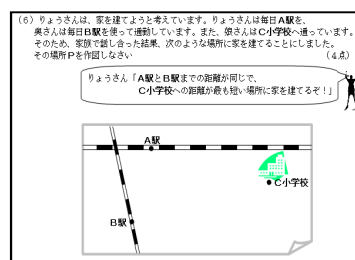 (6) りょうさんは、家を建てようと考えています。りょうさんは毎日A駅を、
奥さんは毎日B駅を使って通勤しています。また、娘さんはC小学校へ通っています。
そのため、家族で話し合った結果、次のような場所に家を建てることにしました。
その場所Pを作図しなさい (4点)
りょうさん「A駅とB駅までの距離が同じで、
C小学校への距離が最も短い場所に家を建てるぞ！」
A駅
C小学校
B駅